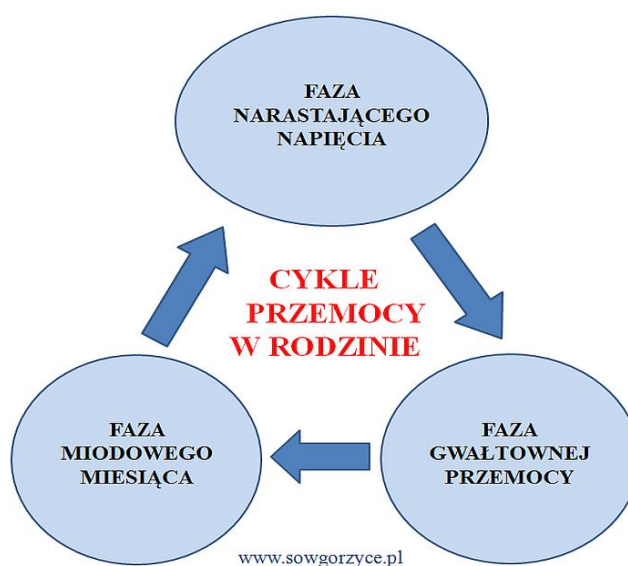 FAZA
NARASTAJĄCEGO
NAPIĘCIA
CYKLE
PRZEMOCY
W RODZINIE
FAZA
MIODOWEGO
MIESIĄCA
FAZA
GWAŁTOWNEJ
PRZEMOCY
www.sowgorzyce.pl